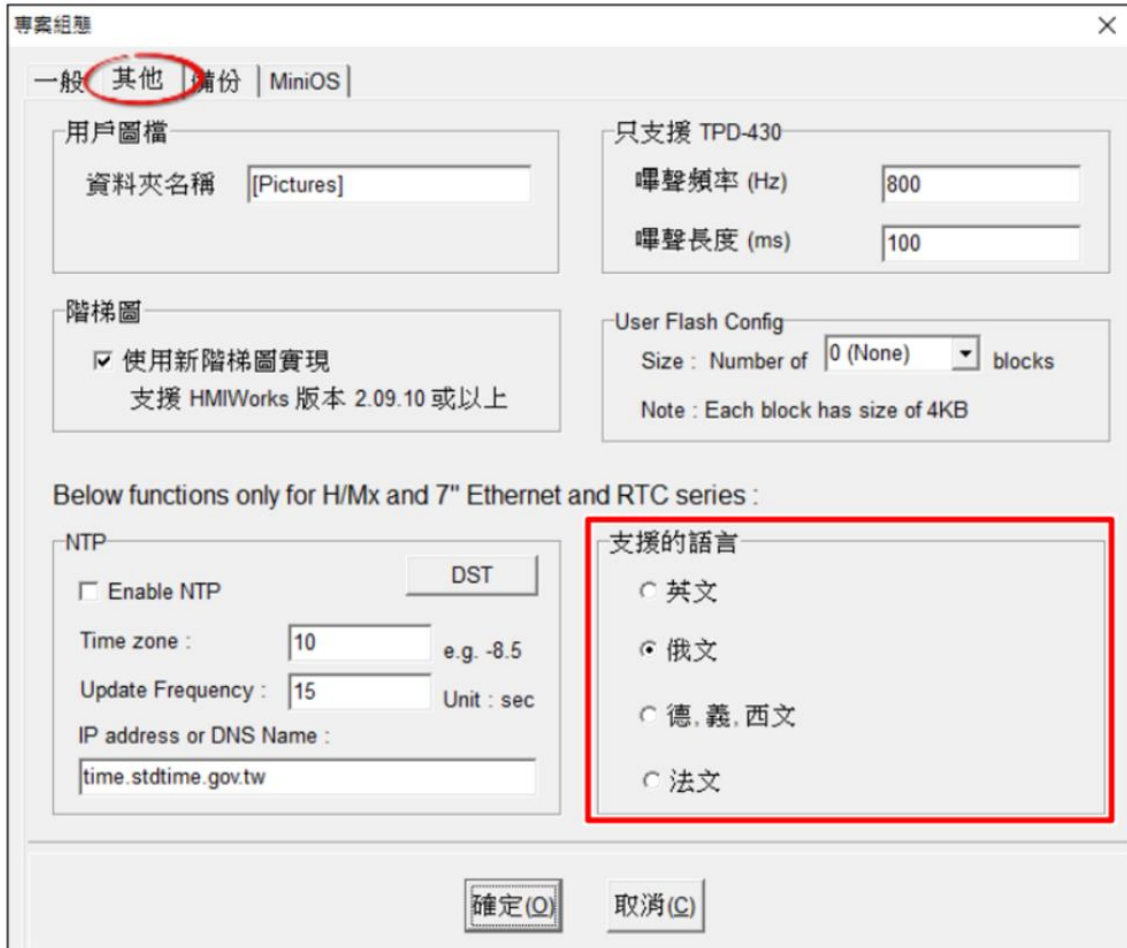 專案組態
一般 其他 備份 MiniOS
用戶圖檔
資料夾名稱 [Pictures]
只支援 TPD-430
嗶聲頻率 (Hz) 800
嗶聲長度 (ms) 100
階梯圖
使用新階梯圖實現
支援 HMIWorks 版本 2.09.10 或以上
User Flash Config
Size : Number of 0 (None) blocks
Note : Each block has size of 4KB
Below functions only for H/Mx and 7" Ethernet and RTC series :
NTP
Enable NTP DST
Time zone : 10 e.g. -8.5
Update Frequency : 15 Unit : sec
IP address or DNS Name :
time.stdtime.gov.tw
支援的語言
英文
俄文
德, 義, 西文
法文
確定(O) 取消(C)